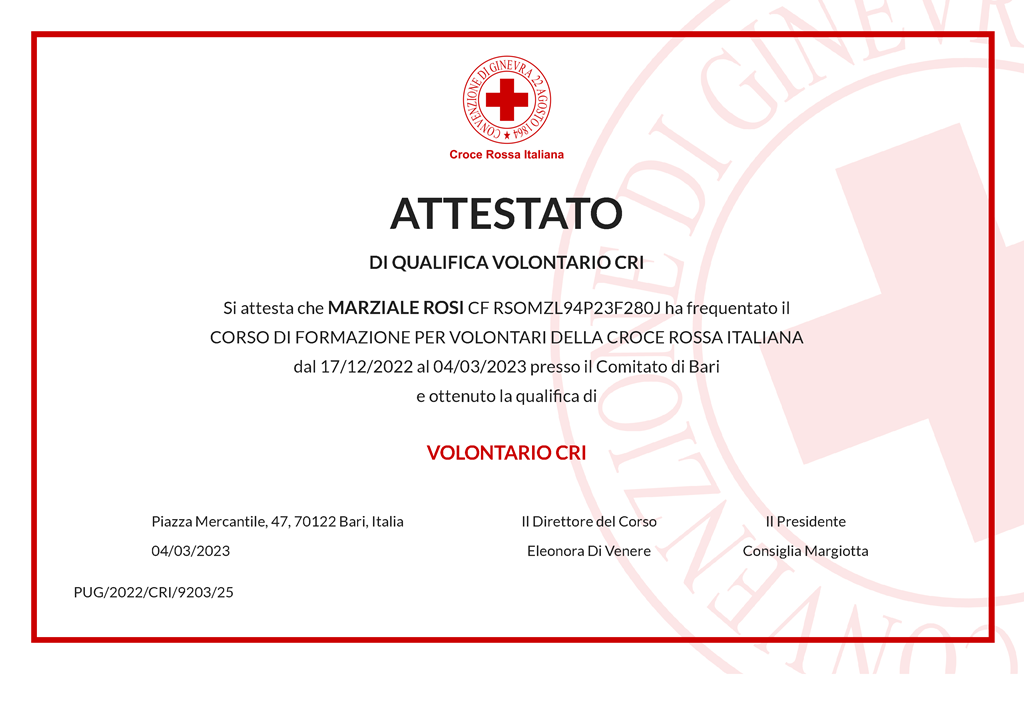 CONVENZIONE DI GINEVRA 22 AGOSTO 1864
Croce Rossa Italiana
ATTESTATO
DI QUALIFICA VOLONTARIO CRI
Si attesta che MARZIALE ROSI CF RSOMZL94P23F280J ha frequentato il
CORSO DI FORMAZIONE PER VOLONTARI DELLA CROCE ROSSA ITALIANA
dal 17/12/2022 al 04/03/2023 presso il Comitato di Bari
e ottenuto la qualifica di
VOLONTARIO CRI
Piazza Mercantile, 47, 70122 Bari, Italia
Il Direttore del Corso
Il Presidente
04/03/2023
Eleonora Di Venere
Consiglia Margiotta
PUG/2022/CRI/9203/25
CONVENZIONE DI GINEVRA